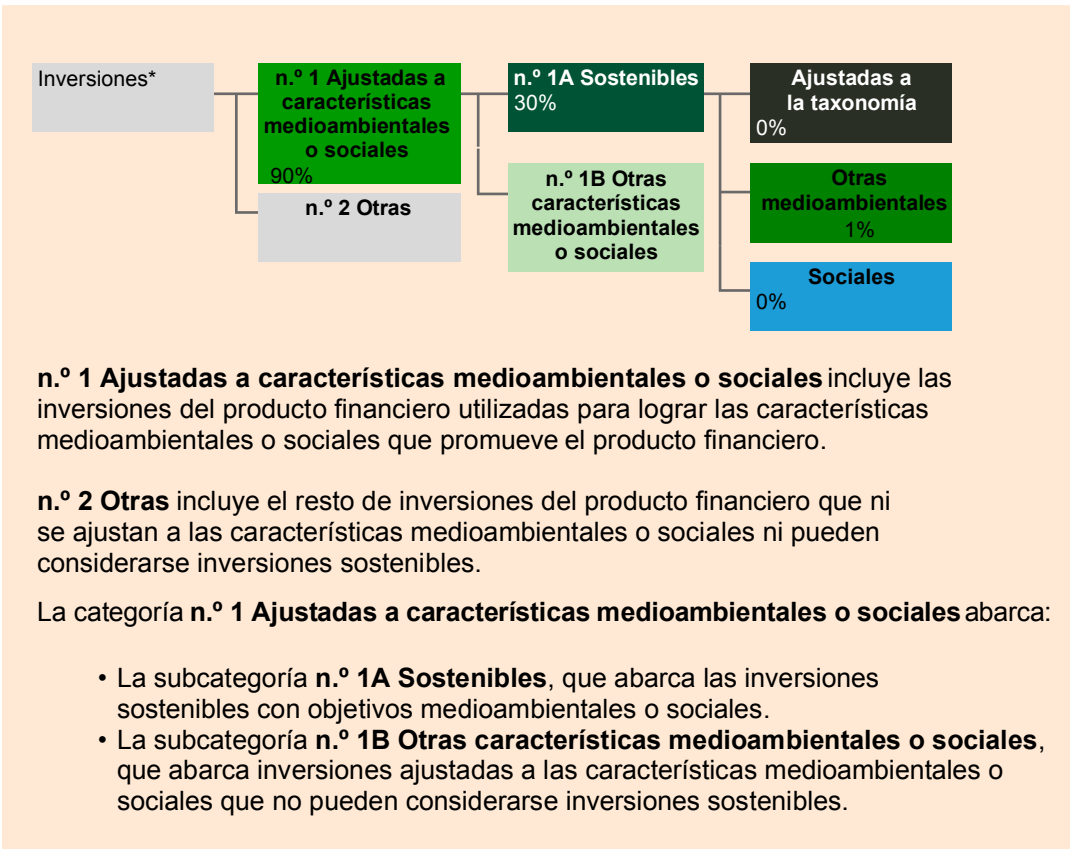 Inversiones*
n.º 1 Ajustadas a
características
medioambientales
o sociales
90%
n.º 2 Otras
n.º 1A Sostenibles
30%
n.º 1B Otras
características
medioambientales
o sociales
Ajustadas a
la taxonomía
0%
Otras
medioambientales
1%
Sociales
0%
n.º 1 Ajustadas a características medioambientales o sociales incluye las
inversiones del producto financiero utilizadas para lograr las características
medioambientales o sociales que promueve el producto financiero.
n.º 2 Otras incluye el resto de inversiones del producto financiero que ni
se ajustan a las características medioambientales o sociales ni pueden
considerarse inversiones sostenibles.
La categoría n.º 1 Ajustadas a características medioambientales o sociales abarca:
• La subcategoría n.º 1A Sostenibles, que abarca las inversiones
sostenibles con objetivos medioambientales o sociales.
• La subcategoría n.º 1B Otras características medioambientales o sociales,
que abarca inversiones ajustadas a las características medioambientales o
sociales que no pueden considerarse inversiones sostenibles.